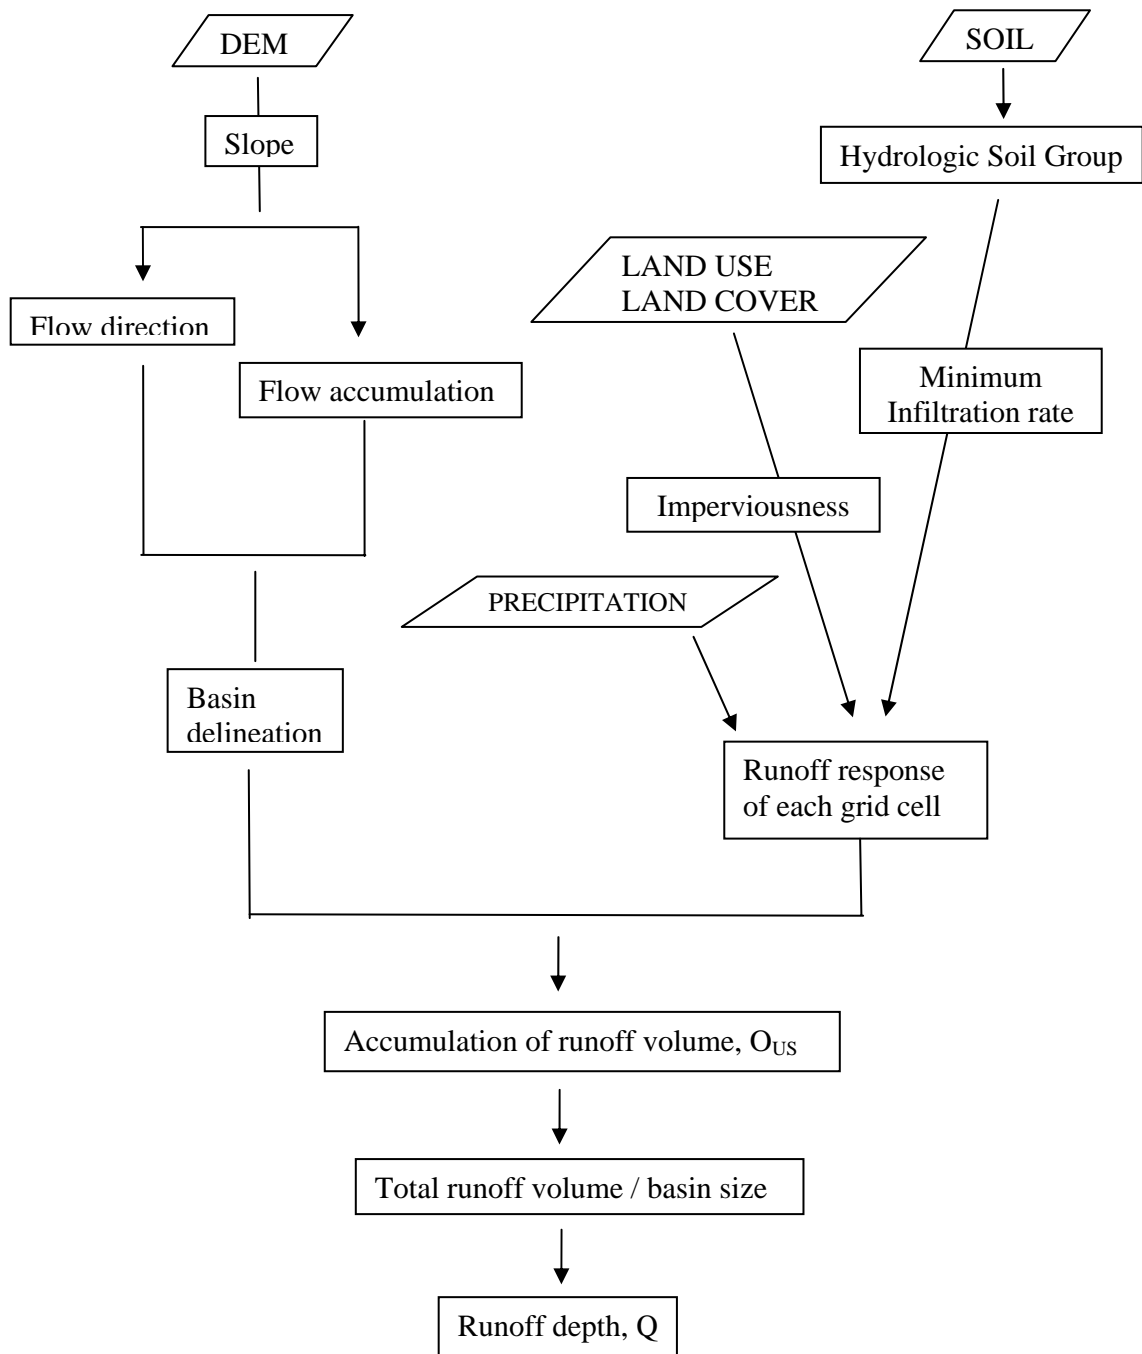 DEM
SOIL
Slope
Hydrologic Soil Group
LAND USE
LAND COVER
Flow direction
Flow accumulation
Minimum
Infiltration rate
Imperviousness
PRECIPITATION
Basin
delineation
Runoff response
of each grid cell
Accumulation of runoff volume, O_US
Total runoff volume / basin size
Runoff depth, Q